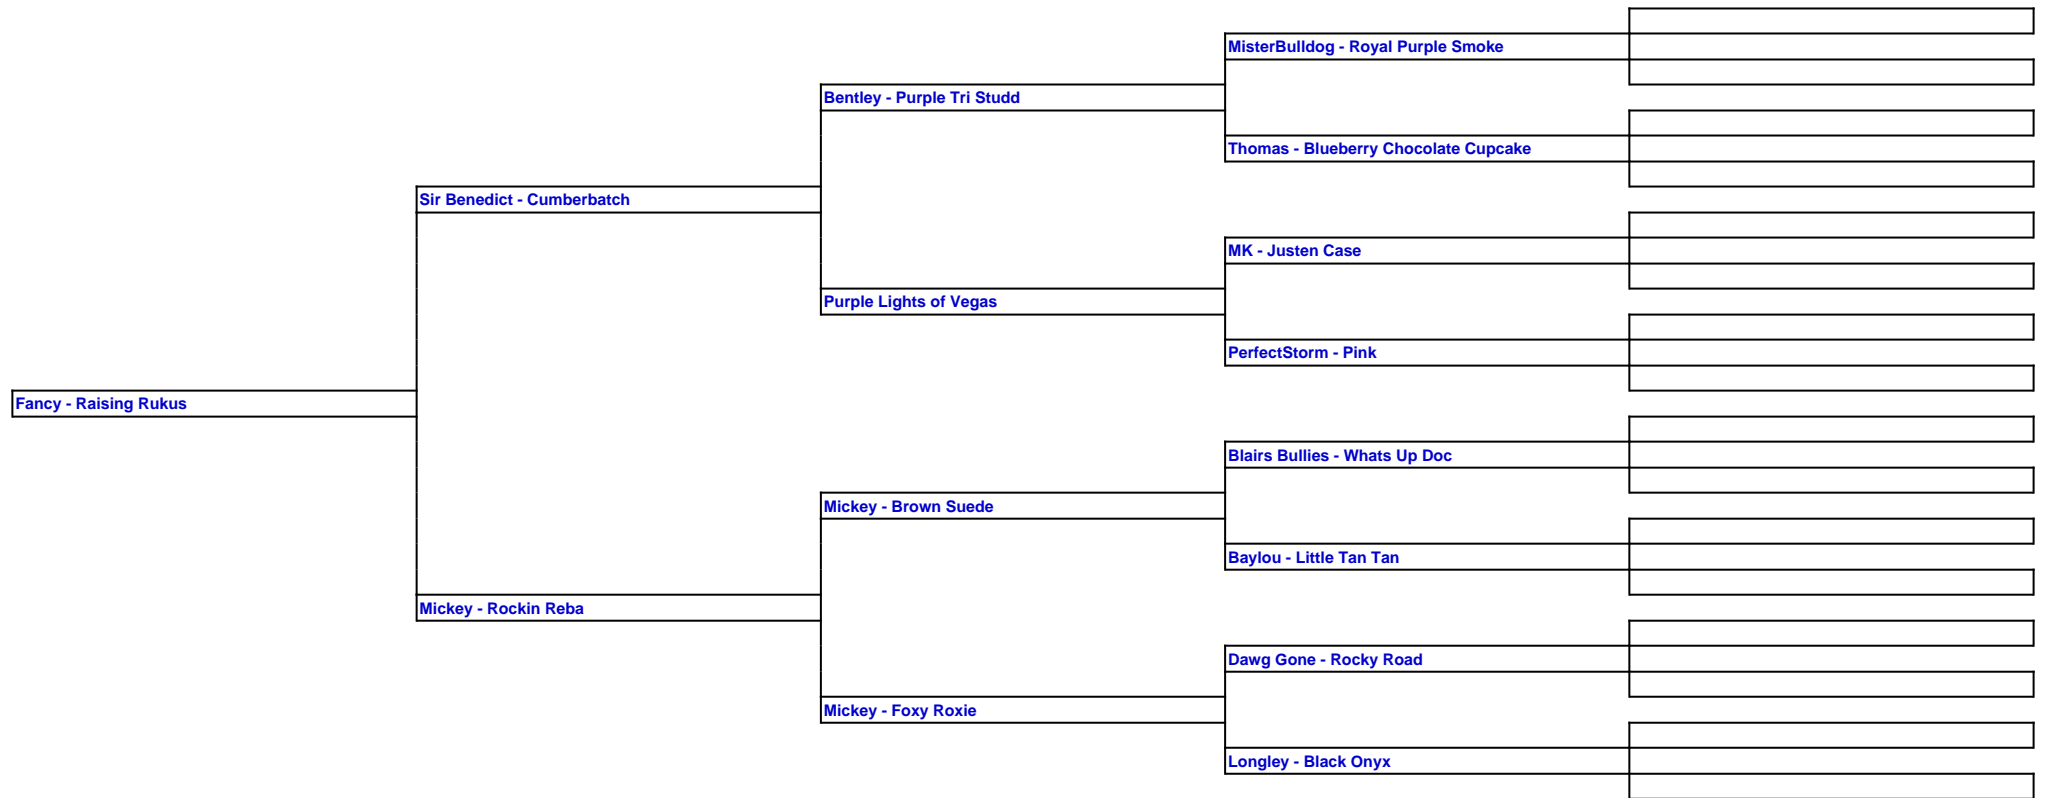 MisterBulldog - Royal Purple Smoke
Bentley - Purple Tri Studd
Thomas - Blueberry Chocolate Cupcake
Sir Benedict - Cumberbatch
MK - Justen Case
Purple Lights of Vegas
PerfectStorm - Pink
Fancy - Raising Rukus
Blairs Bullies - Whats Up Doc
Mickey - Brown Suede
Baylou - Little Tan Tan
Mickey - Rockin Reba
Dawg Gone - Rocky Road
Mickey - Foxy Roxie
Longley - Black Onyx